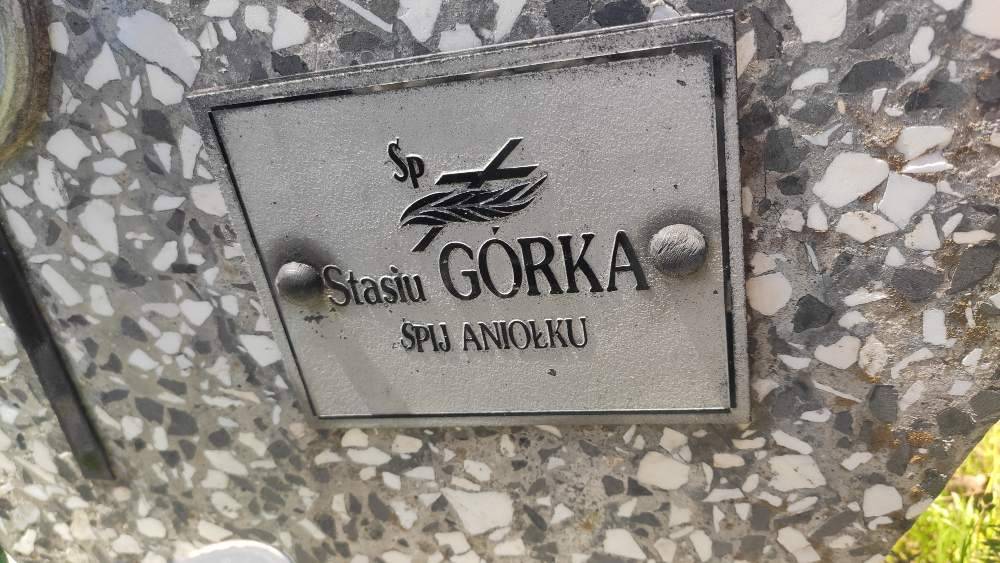 Śp
Stasiu GÓRKA
ŚPIJ ANIOŁKU